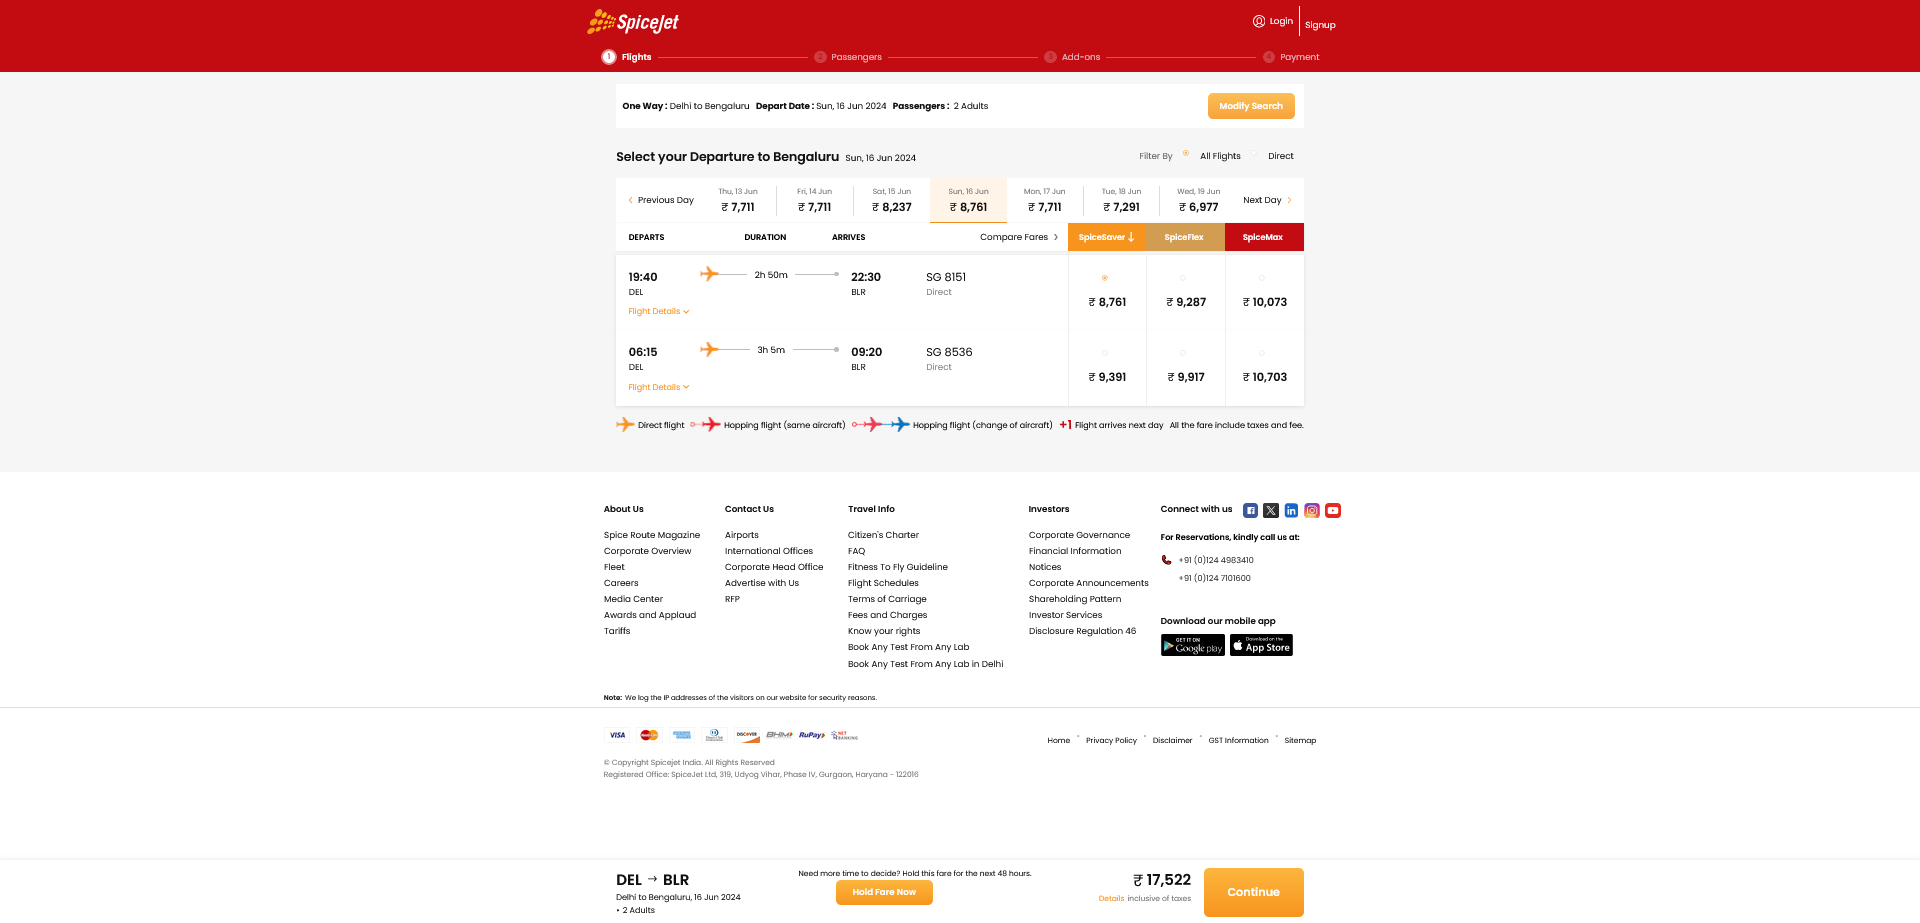 SpiceJet
Login
Signup
1 Flights
2 Passengers
3 Add-ons
4 Payment
One Way : Delhi to Bengaluru Depart Date : Sun, 16 Jun 2024 Passengers : 2 Adults
Modify Search
Select your Departure to Bengaluru Sun, 16 Jun 2024
Filter By All Flights Direct
Previous Day
Thu, 13 Jun
₹ 7,711
Fri, 14 Jun
₹ 7,711
Sat, 15 Jun
₹ 8,237
Sun, 16 Jun
₹ 8,761
Mon, 17 Jun
₹ 7,711
Tue, 18 Jun
₹ 7,291
Wed, 19 Jun
₹ 6,977
Next Day
DEPARTS DURATION ARRIVES Compare Fares SpiceSaver SpiceFlex SpiceMax
19:40 2h 50m 22:30 SG 8151
DEL BLR Direct
₹ 8,761 ₹ 9,287 ₹ 10,073
Flight Details
06:15 3h 5m 09:20 SG 8536
DEL BLR Direct
₹ 9,391 ₹ 9,917 ₹ 10,703
Flight Details
Direct flight Hopping flight (same aircraft) Hopping flight (change of aircraft) +1 Flight arrives next day All the fare include taxes and fee.
About Us
Spice Route Magazine
Corporate Overview
Fleet
Careers
Media Center
Awards and Applaud
Tariffs
Contact Us
Airports
International Offices
Corporate Head Office
Advertise with Us
RFP
Travel Info
Citizen's Charter
FAQ
Fitness To Fly Guideline
Flight Schedules
Terms of Carriage
Fees and Charges
Know your rights
Book Any Test From Any Lab
Book Any Test From Any Lab in Delhi
Investors
Corporate Governance
Financial Information
Notices
Corporate Announcements
Shareholding Pattern
Investor Services
Disclosure Regulation 46
Connect with us
For Reservations, kindly call us at:
+91 (0)124 4983410
+91 (0)124 7101600
Download our mobile app
GET IT ON
Google play
Download on the
App Store
Note: We log the IP addresses of the visitors on our website for security reasons.
VISA
DISCOVER
BHIM
RuPay
NET BANKING
Home Privacy Policy Disclaimer GST Information Sitemap
© Copyright Spicejet India. All Rights Reserved
Registered Office: SpiceJet Ltd, 319, Udyog Vihar, Phase IV, Gurgaon, Haryana - 122016
DEL → BLR
Delhi to Bengaluru, 16 Jun 2024
• 2 Adults
Need more time to decide? Hold this fare for the next 48 hours.
Hold Fare Now
₹ 17,522
Details inclusive of taxes
Continue